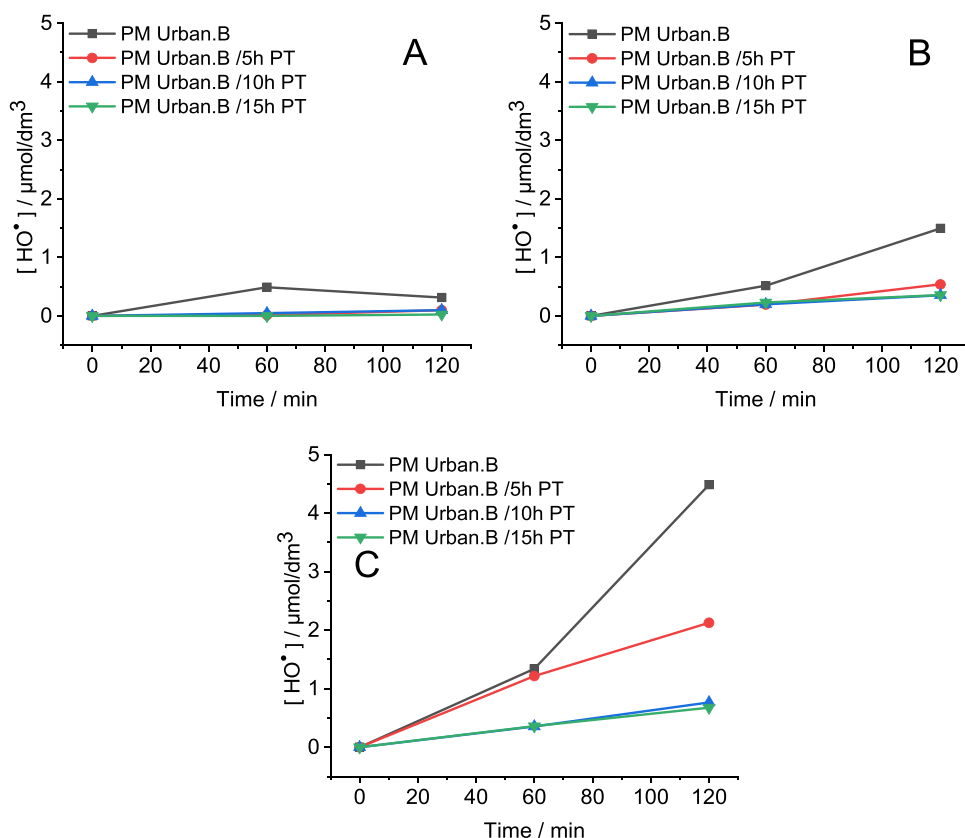 PM Urban.B
PM Urban.B /5h PT
PM Urban.B /10h PT
PM Urban.B /15h PT
A
5
4
3
2
1
0
[ HO• ] / μmol/dm³
0 20 40 60 80 100 120
Time / min
PM Urban.B
PM Urban.B /5h PT
PM Urban.B /10h PT
PM Urban.B /15h PT
B
5
4
3
2
1
0
[ HO• ] / μmol/dm³
0 20 40 60 80 100 120
Time / min
PM Urban.B
PM Urban.B /5h PT
PM Urban.B /10h PT
PM Urban.B /15h PT
C
5
4
3
2
1
0
[ HO• ] / μmol/dm³
0 20 40 60 80 100 120
Time / min